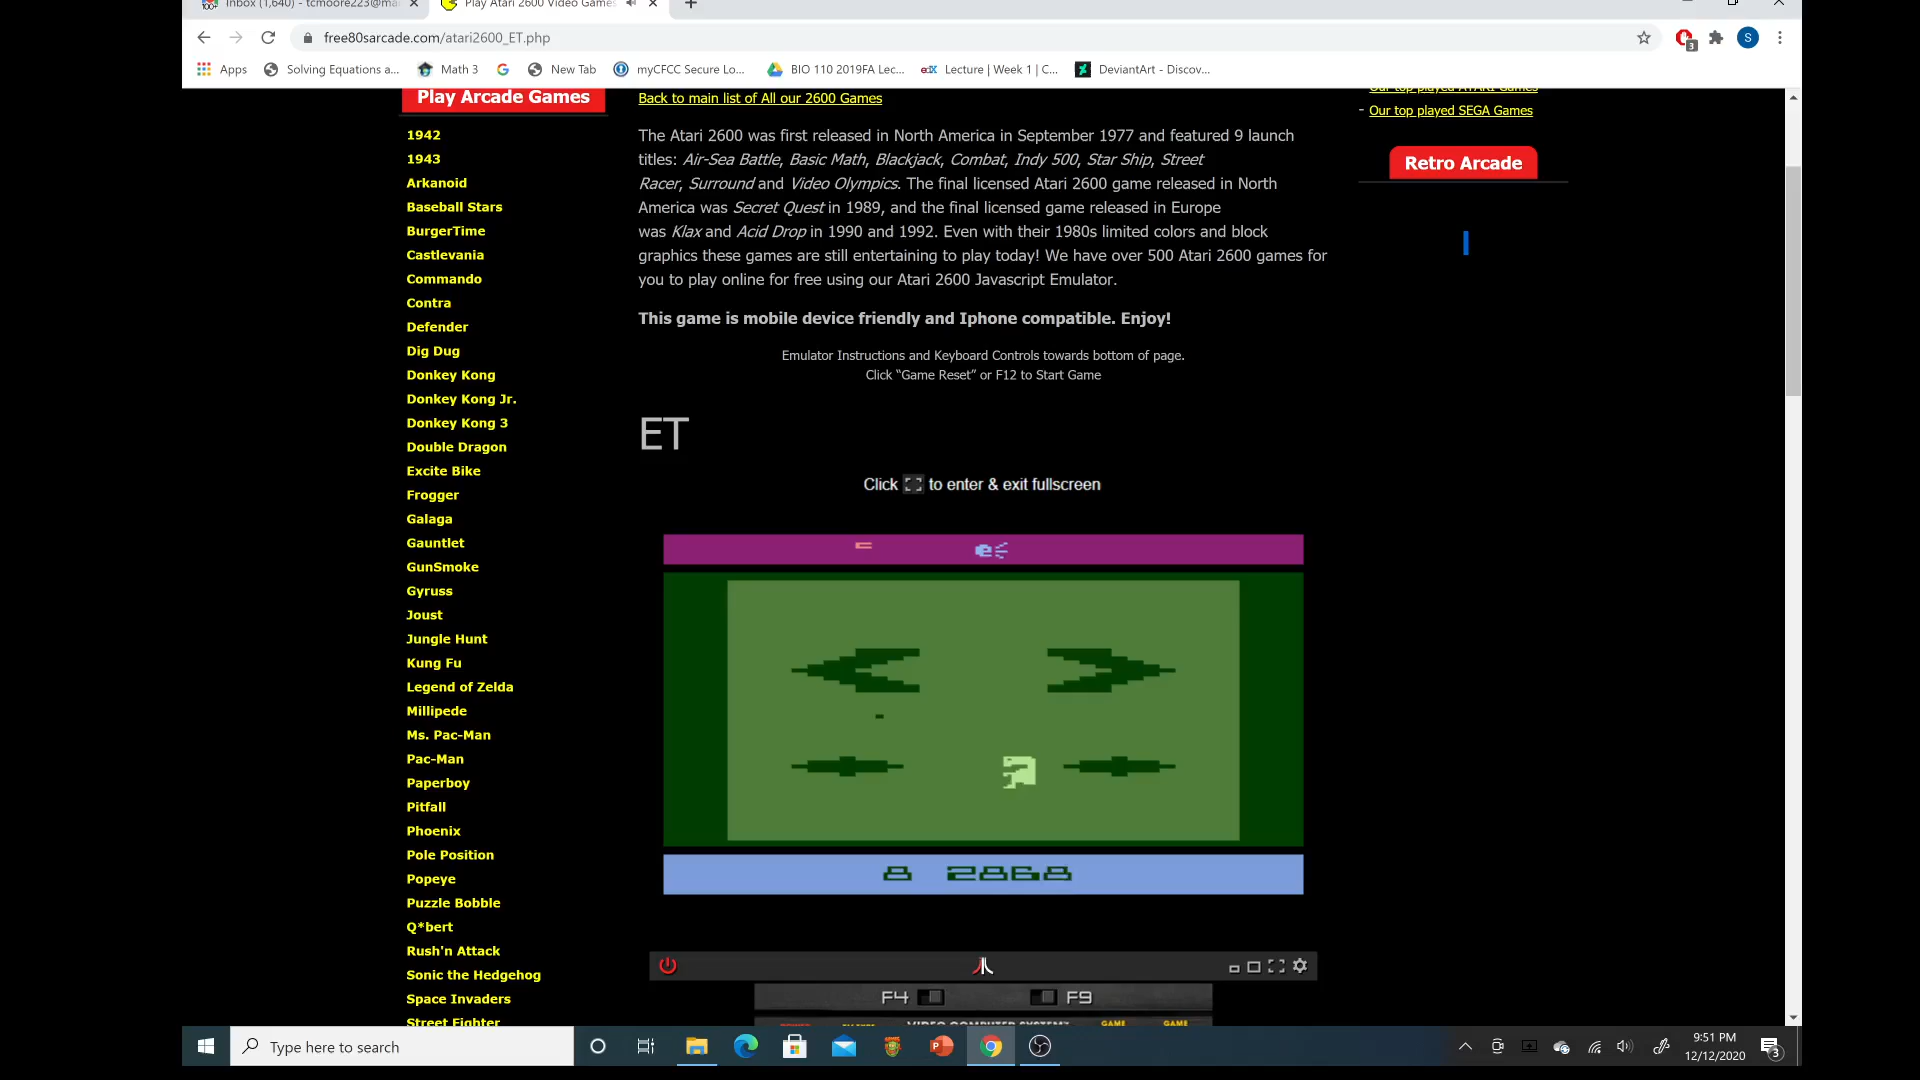 Inbox (1,640) - tcmoore223@ma
Play Atari 2600 Video Games
free80sarcade.com/atari2600_ET.php
3
S
Apps
Solving Equations a...
Math 3
New Tab
myCFCC Secure Lo...
BIO 110 2019FA Lec...
edX Lecture | Week 1 | C...
DeviantArt - Discov...
Play Arcade Games
1942
1943
Arkanoid
Baseball Stars
BurgerTime
Castlevania
Commando
Contra
Defender
Dig Dug
Donkey Kong
Donkey Kong Jr.
Donkey Kong 3
Double Dragon
Excite Bike
Frogger
Galaga
Gauntlet
GunSmoke
Gyruss
Joust
Jungle Hunt
Kung Fu
Legend of Zelda
Millipede
Ms. Pac-Man
Pac-Man
Paperboy
Pitfall
Phoenix
Pole Position
Popeye
Puzzle Bobble
Q*bert
Rush'n Attack
Sonic the Hedgehog
Space Invaders
Street Fighter
Back to main list of All our 2600 Games
The Atari 2600 was first released in North America in September 1977 and featured 9 launch
titles: Air-Sea Battle, Basic Math, Blackjack, Combat, Indy 500, Star Ship, Street
Racer, Surround and Video Olympics. The final licensed Atari 2600 game released in North
America was Secret Quest in 1989, and the final licensed game released in Europe
was Klax and Acid Drop in 1990 and 1992. Even with their 1980s limited colors and block
graphics these games are still entertaining to play today! We have over 500 Atari 2600 games for
you to play online for free using our Atari 2600 Javascript Emulator.
This game is mobile device friendly and Iphone compatible. Enjoy!
Emulator Instructions and Keyboard Controls towards bottom of page.
Click “Game Reset” or F12 to Start Game
ET
Click to enter & exit fullscreen
8 2868
F4 F9
VIDEO COMPUTER SYSTEM
GAME GAME
Our top played ATARI Games
- Our top played SEGA Games
Retro Arcade
Type here to search
9:51 PM
12/12/2020
3